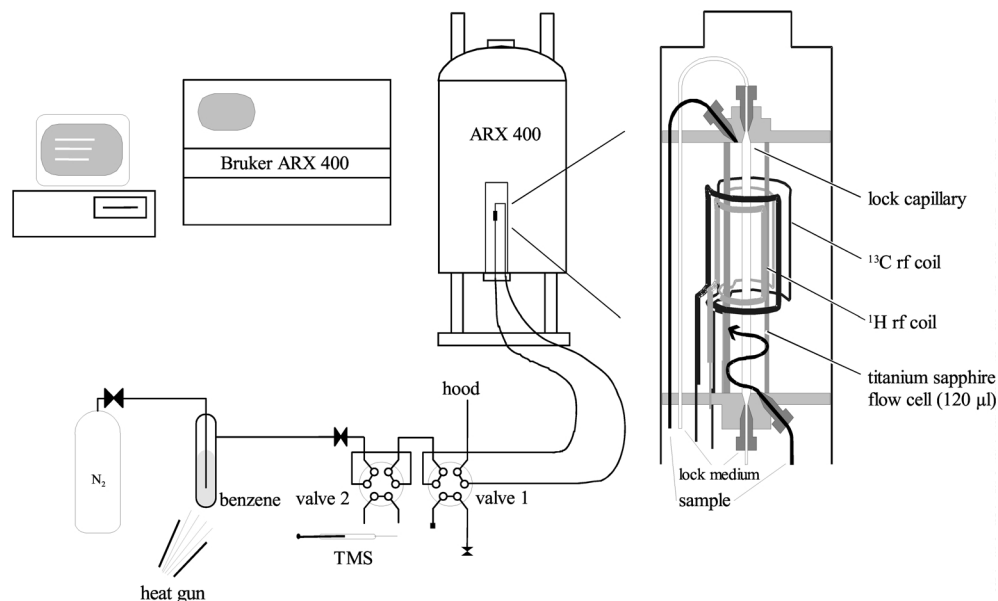 ARX 400
Bruker ARX 400
lock capillary
¹³C rf coil
¹H rf coil
titanium sapphire
flow cell (120 µl)
hood
N₂
benzene
valve 2
valve 1
lock medium
sample
TMS
heat gun